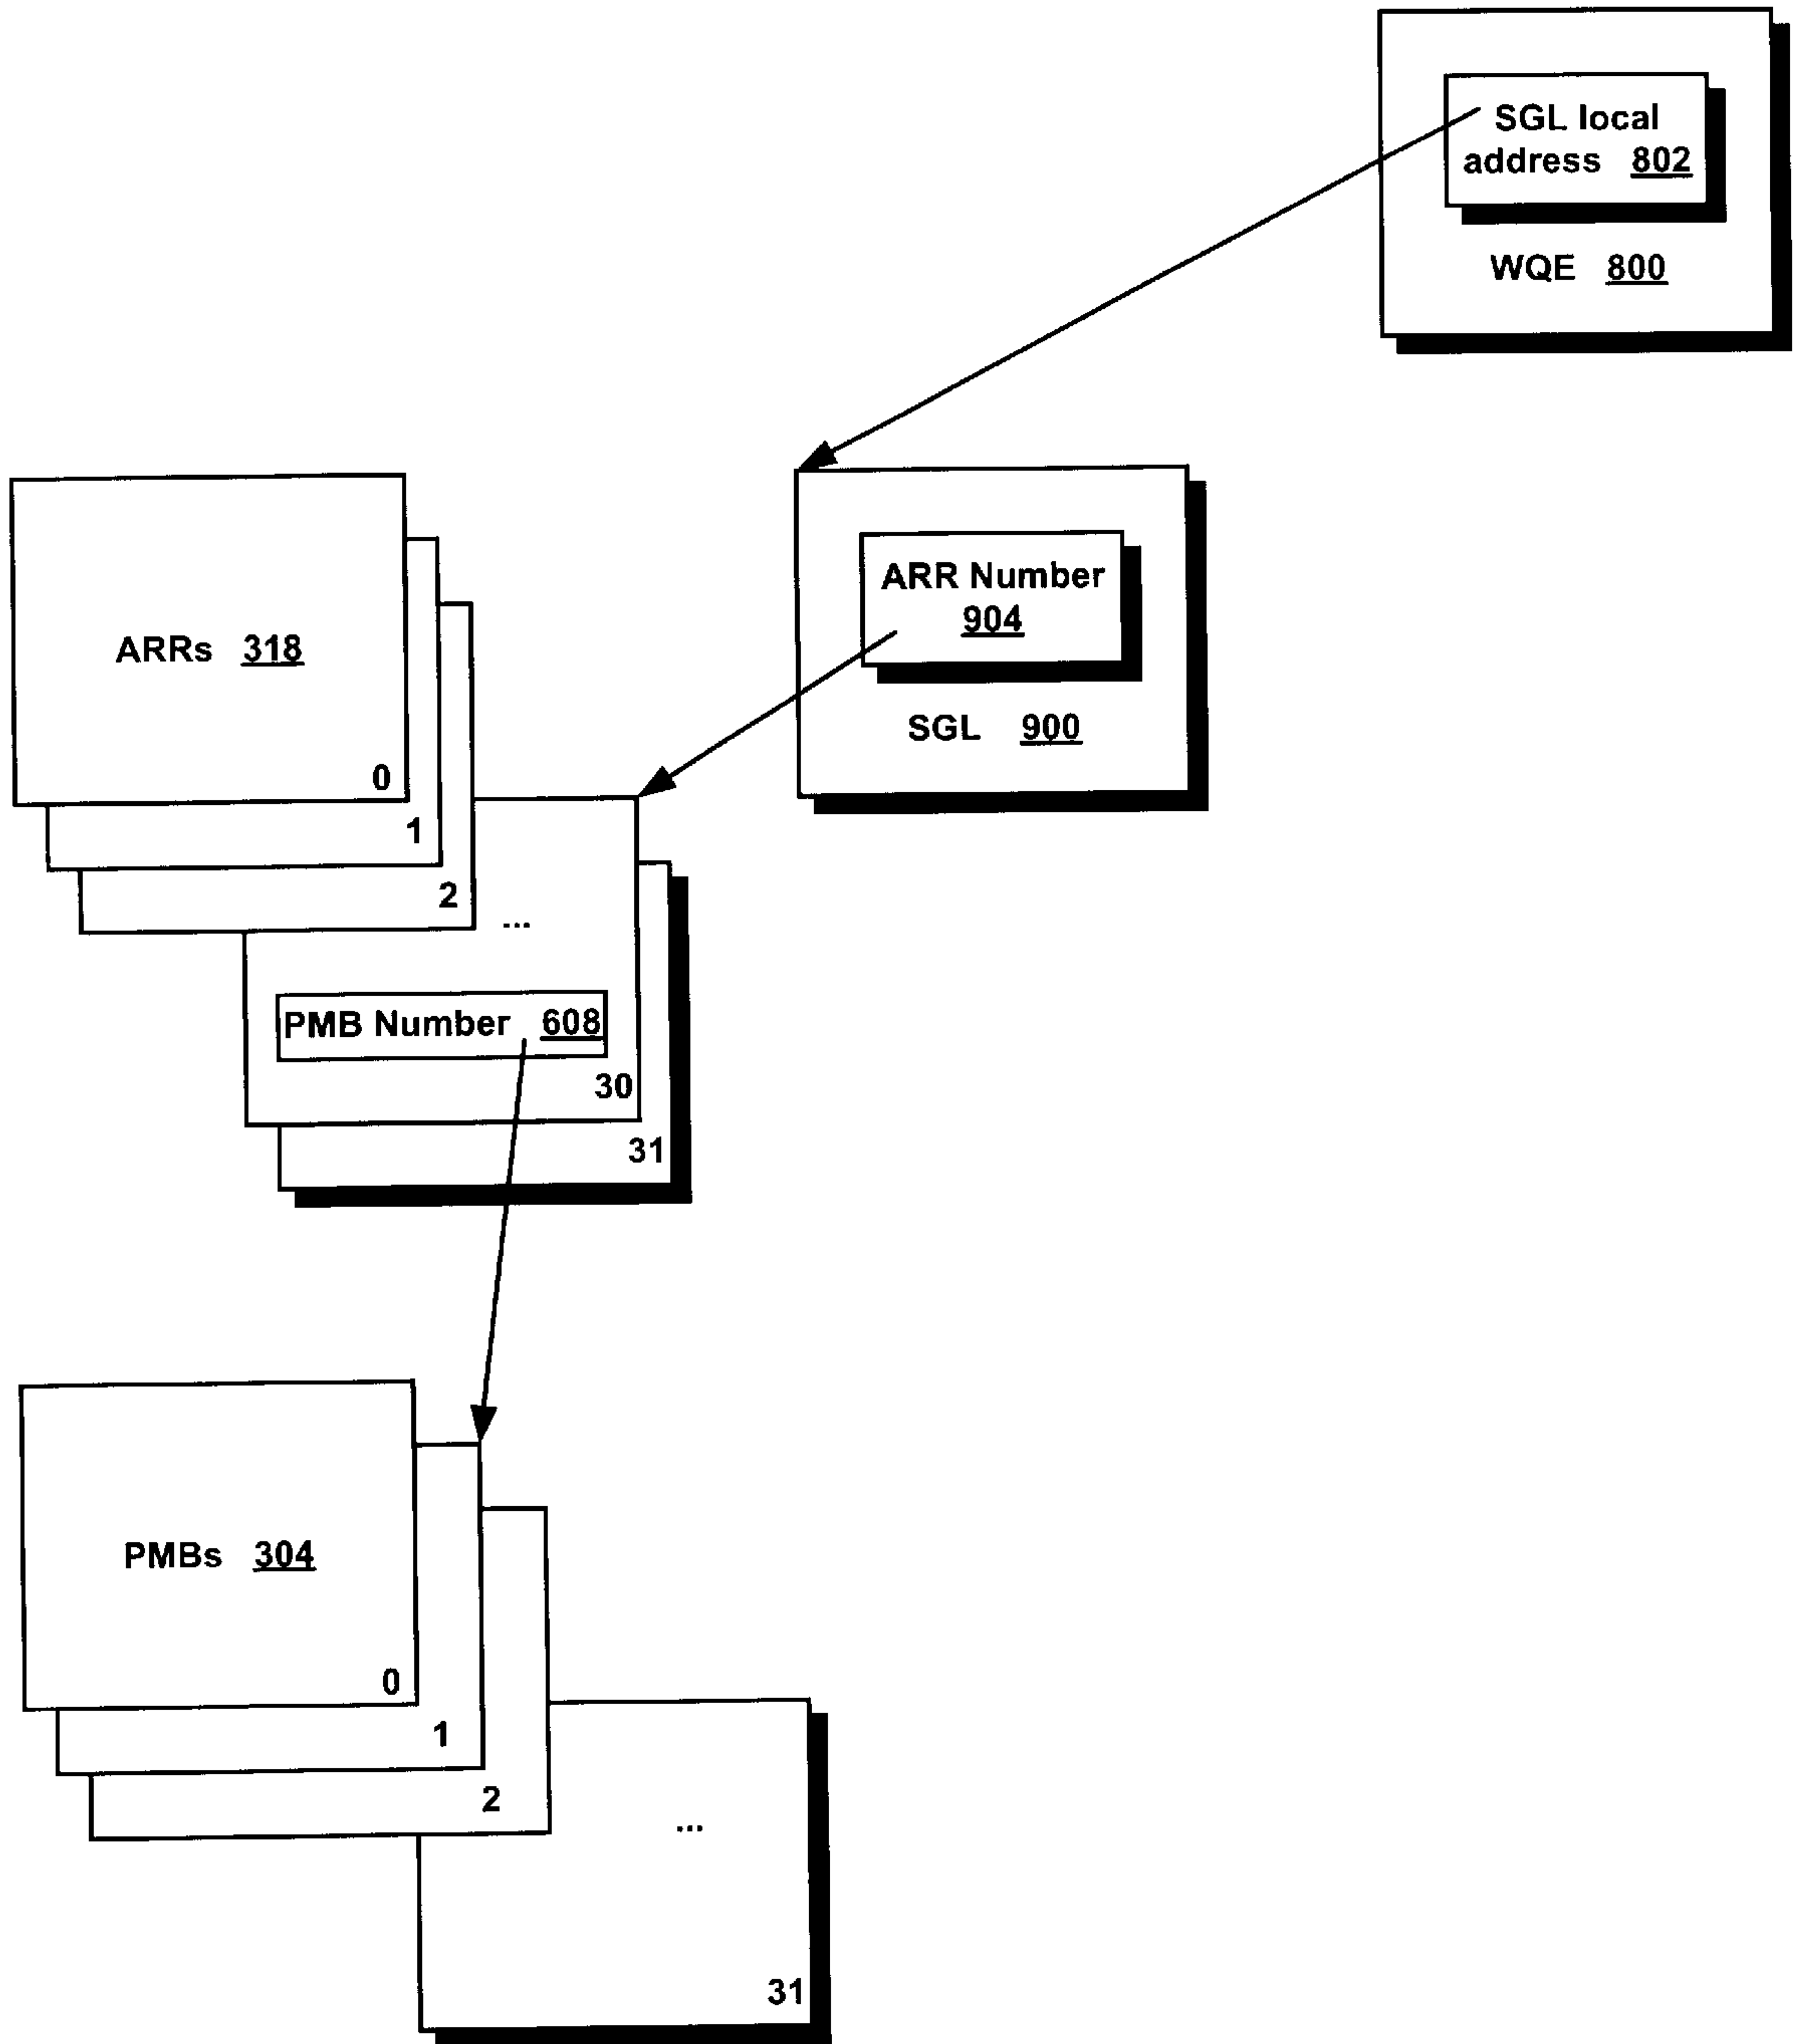 SGL local
address 802
WQE 800
ARR Number
904
SGL 900
ARRs 318
0
1
2
...
PMB Number 608
30
31
PMBs 304
0
1
2
...
31